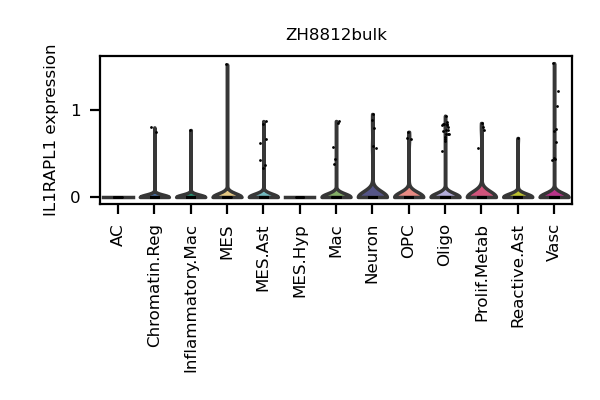 ZH8812bulk
IL1RAPL1 expression
1
0
AC
Chromatin.Reg
Inflammatory.Mac
MES
MES.Ast
MES.Hyp
Mac
Neuron
OPC
Oligo
Prolif.Metab
Reactive.Ast
Vasc